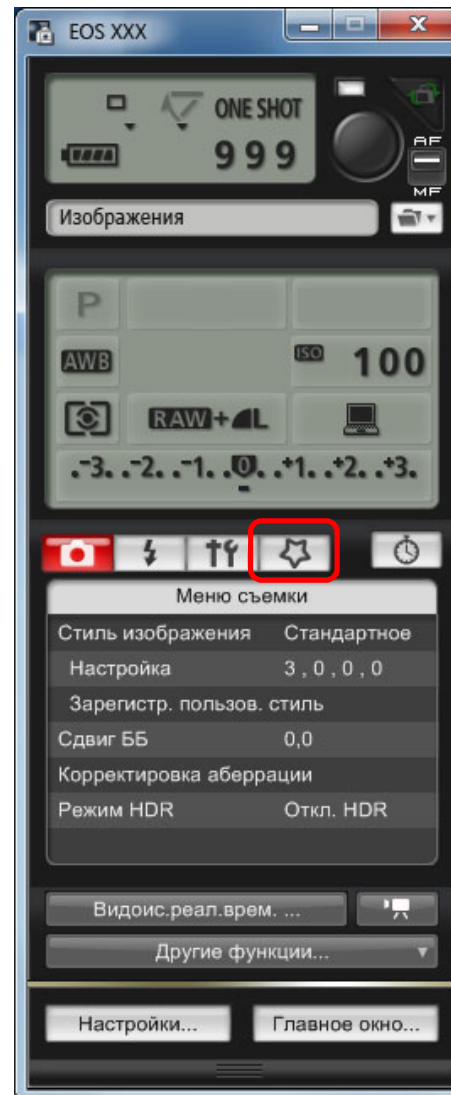 EOS XXX
ONE SHOT
999
AF
MF
Изображения
P
AWB
ISO 100
RAW+L
.-3. .-2. .-1. .0. .+1. .+2. .+3.
Меню съемки
Стиль изображения Стандартное
Настройка 3 , 0 , 0 , 0
Зарегистр. пользов. стиль
Сдвиг ББ 0,0
Корректировка аберрации
Режим HDR Откл. HDR
Видоис.реал.врем. ...
Другие функции...
Настройки... Главное окно...